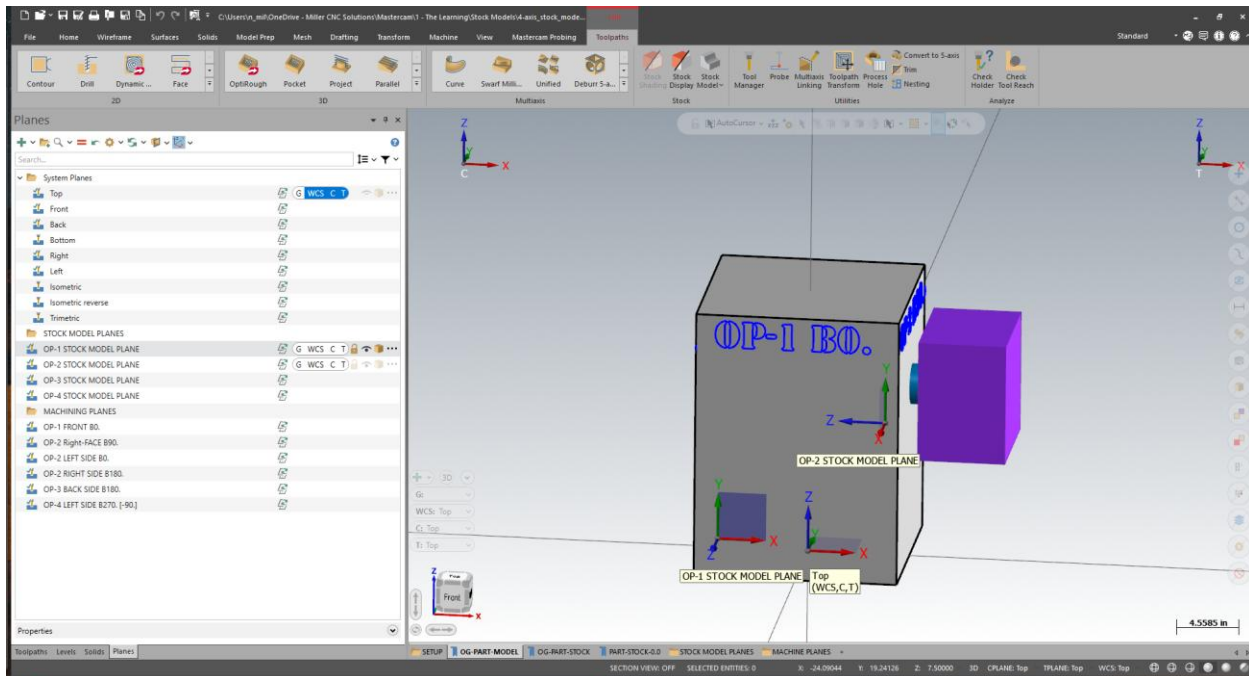 C:\Users\n_mil\OneDrive - Miller CNC Solutions\Mastercam\1 - The Learning\Stock Models\4-axis_stock_mode...
File Home Wireframe Surfaces Solids Model Prep Mesh Drafting Transform Machine View Mastercam Probing Toolpaths Standard
Contour Drill Dynamic ... Face OptiRough Pocket Project Parallel Curve Swarf Milli... Unified Deburr 5-a... Stock Shading Stock Display Stock Model Tool Manager Probe Multiaxis Linking Toolpath Transform Process Hole Convert to 5-axis Trim Nesting Check Holder Check Tool Reach
2D 3D Multiaxis Stock Utilities Analyze
Planes
AutoCursor
Search...
System Planes
Top G WCS C T
Front
Back
Bottom
Right
Left
Isometric
Isometric reverse
Trimetric
STOCK MODEL PLANES
OP-1 STOCK MODEL PLANE G WCS C T
OP-2 STOCK MODEL PLANE G WCS C T
OP-3 STOCK MODEL PLANE
OP-4 STOCK MODEL PLANE
MACHINING PLANES
OP-1 FRONT B0.
OP-2 Right-FACE B90.
OP-2 LEFT SIDE B0.
OP-2 RIGHT SIDE B180.
OP-3 BACK SIDE B180.
OP-4 LEFT SIDE B270. [-90.]
Properties
Toolpaths Levels Solids Planes
Z
Y
X
C
Z
Y
X
T
OP-1 B0.
Y
Z
X
OP-2 STOCK MODEL PLANE
Y
X
Z
OP-1 STOCK MODEL PLANE
Z
Y
X
Top
(WCS,C,T)
3D
G:
WCS: Top
C: Top
T: Top
Z
Front
X
4.5585 in
SETUP OG-PART-MODEL OG-PART-STOCK PART-STOCK-0.0 STOCK MODEL PLANES MACHINE PLANES +
SECTION VIEW: OFF SELECTED ENTITIES: 0 X: -24.09044 Y: 19.24126 Z: 7.50000 3D CPLANE: Top TPLANE: Top WCS: Top